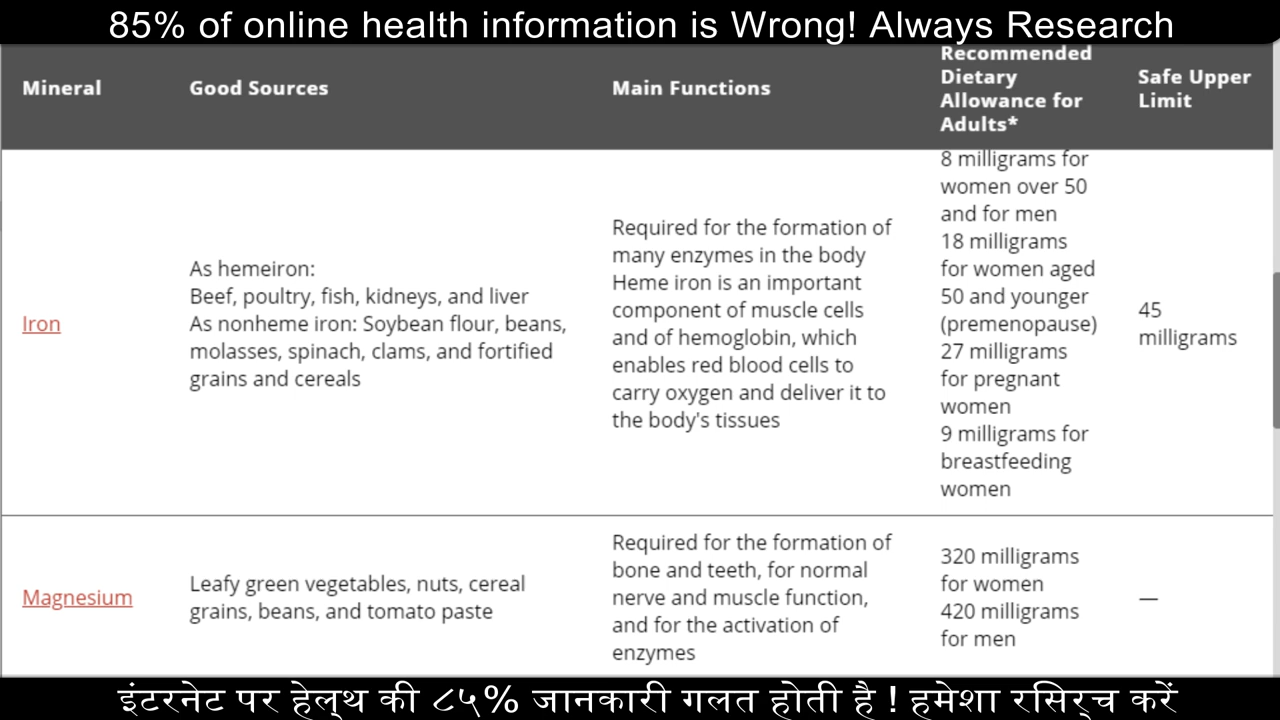 85% of online health information is Wrong! Always Research
Mineral
Good Sources
Main Functions
Recommended
Dietary
Allowance for
Adults*
Safe Upper
Limit
Iron
As hemeiron:
Beef, poultry, fish, kidneys, and liver
As nonheme iron: Soybean flour, beans,
molasses, spinach, clams, and fortified
grains and cereals
Required for the formation of
many enzymes in the body
Heme iron is an important
component of muscle cells
and of hemoglobin, which
enables red blood cells to
carry oxygen and deliver it to
the body's tissues
8 milligrams for
women over 50
and for men
18 milligrams
for women aged
50 and younger
(premenopause)
27 milligrams
for pregnant
women
9 milligrams for
breastfeeding
women
45
milligrams
Magnesium
Leafy green vegetables, nuts, cereal
grains, beans, and tomato paste
Required for the formation of
bone and teeth, for normal
nerve and muscle function,
and for the activation of
enzymes
320 milligrams
for women
420 milligrams
for men
—
इंटरनेट पर हेल्थ की ८५% जानकारी गलत होती है ! हमेशा रसिर्च करें